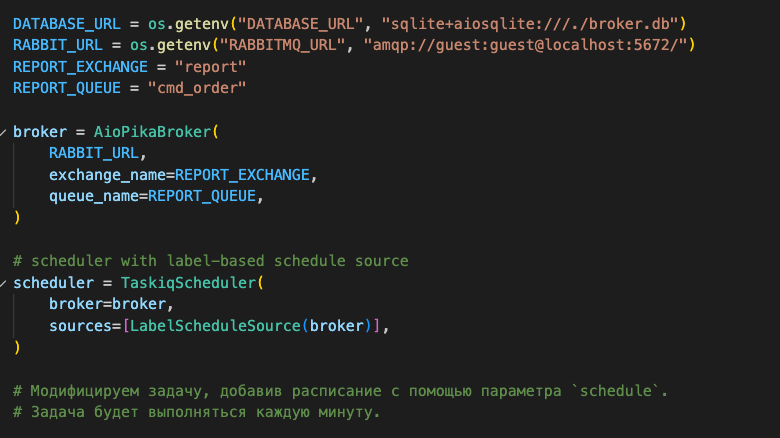 DATABASE_URL = os.getenv("DATABASE_URL", "sqlite+aiosqlite:///./broker.db")
RABBIT_URL = os.getenv("RABBITMQ_URL", "amqp://guest:guest@localhost:5672/")
REPORT_EXCHANGE = "report"
REPORT_QUEUE = "cmd_order"
broker = AioPikaBroker(
    RABBIT_URL,
    exchange_name=REPORT_EXCHANGE,
    queue_name=REPORT_QUEUE,
)
# scheduler with label-based schedule source
scheduler = TaskiqScheduler(
    broker=broker,
    sources=[LabelScheduleSource(broker)],
)
# Модифицируем задачу, добавив расписание с помощью параметра `schedule`.
# Задача будет выполняться каждую минуту.